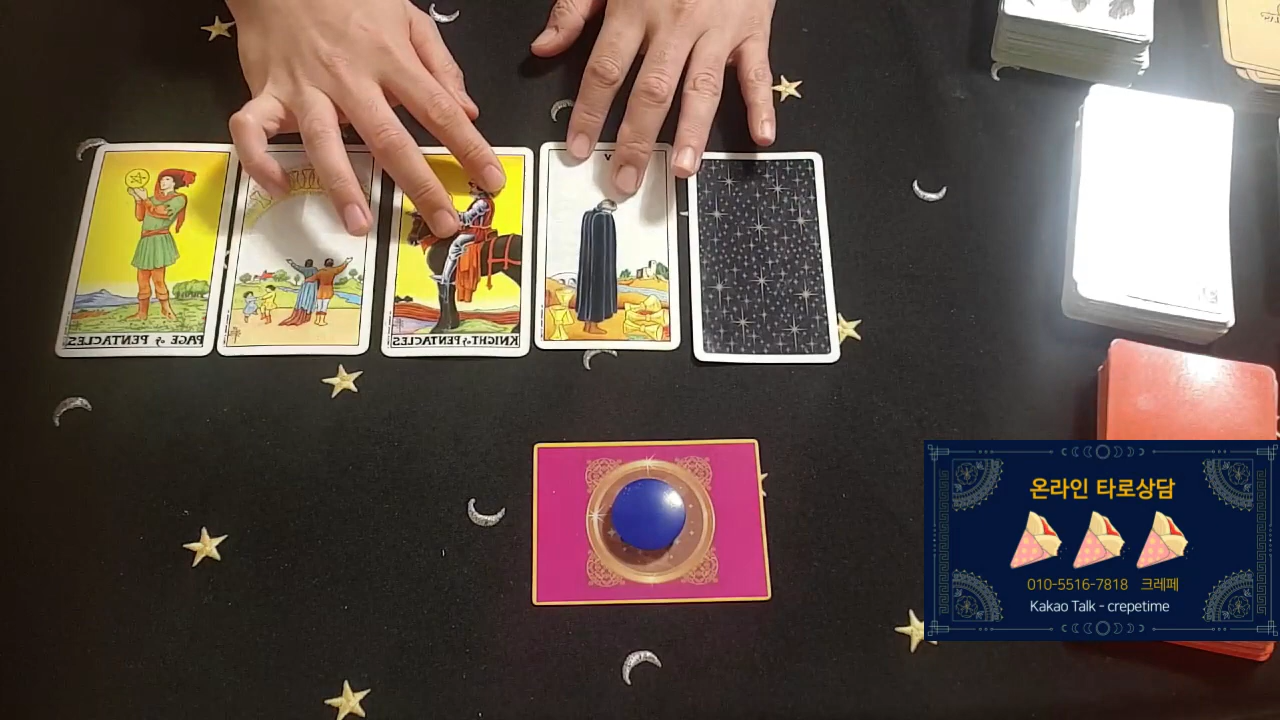 V
PAGE of PENTACLES
KNIGHT of PENTACLES
온라인 타로상담
010-5516-7818 크레페
Kakao Talk - crepetime